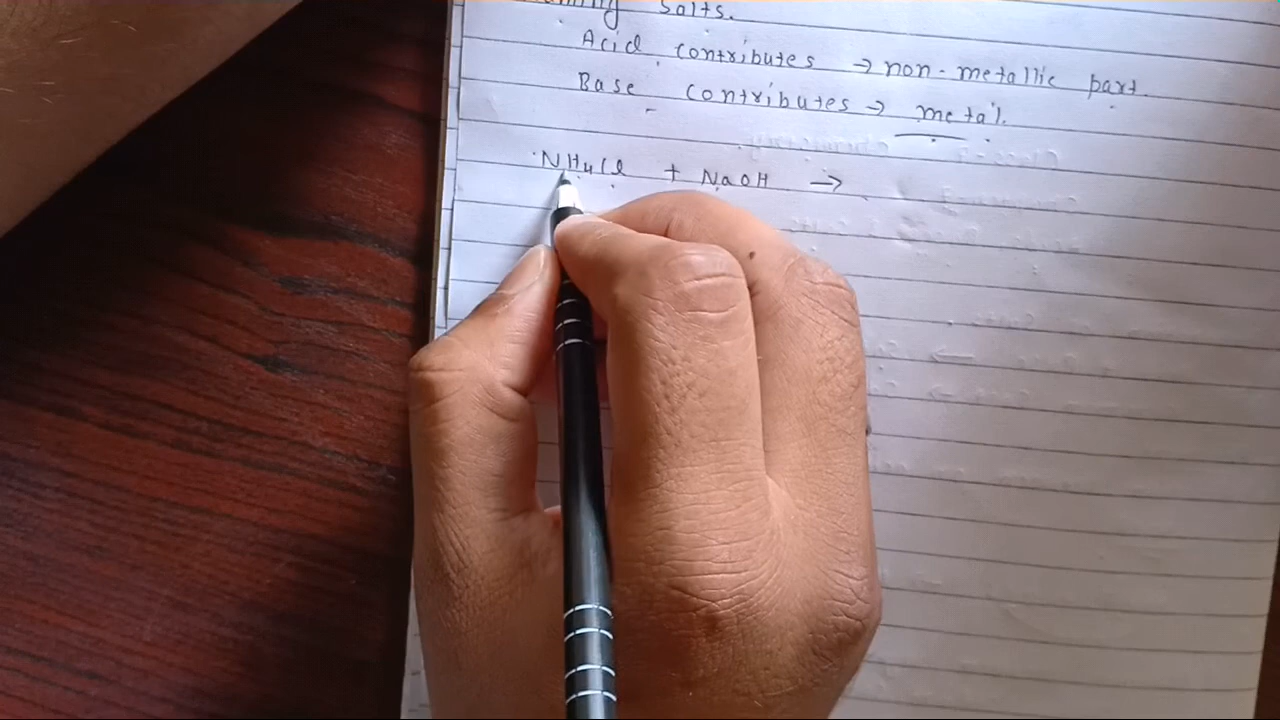 Salts.
Acid contributes → non-metallic part.
Base contributes → metal.
NH4Cl + NaOH →